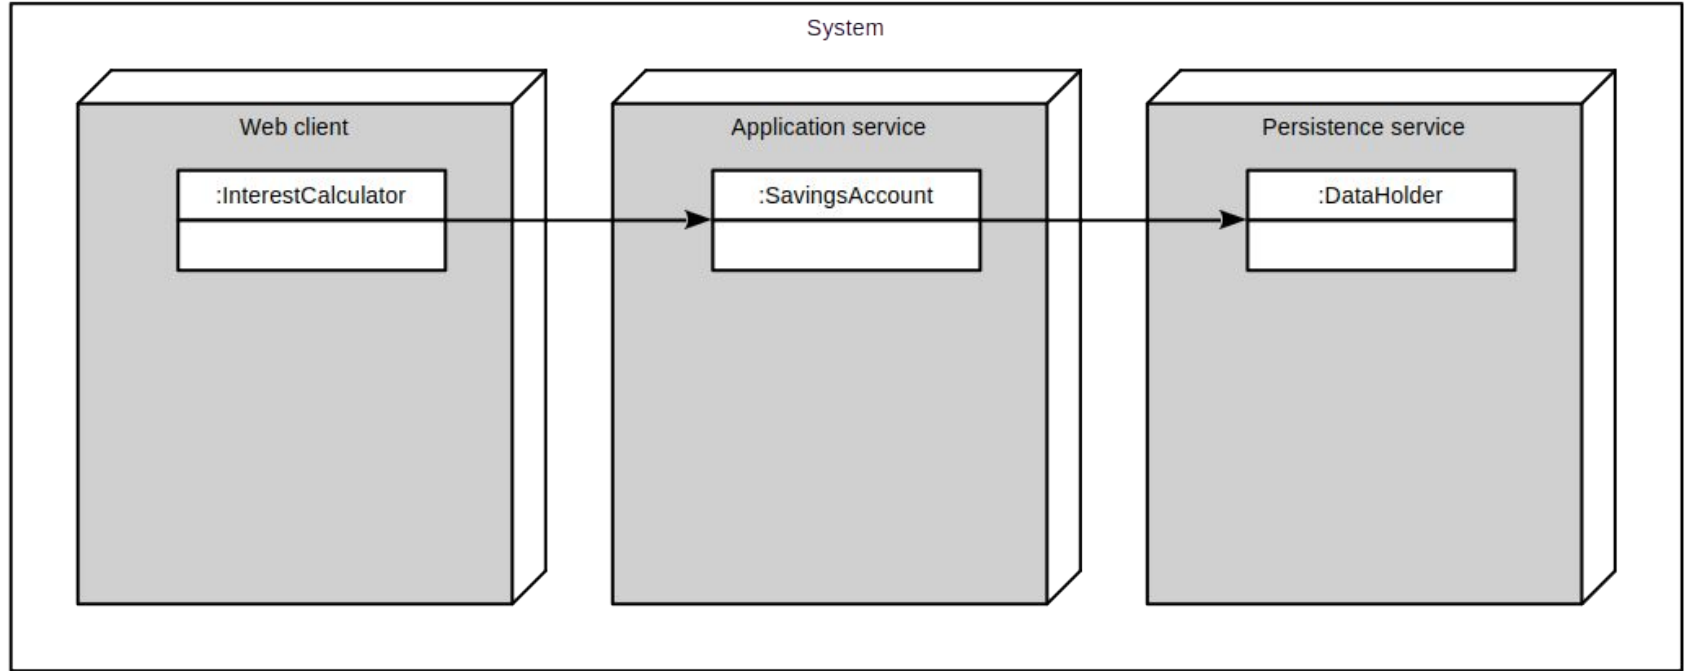 System
Web client
Application service
Persistence service
:InterestCalculator
:SavingsAccount
:DataHolder